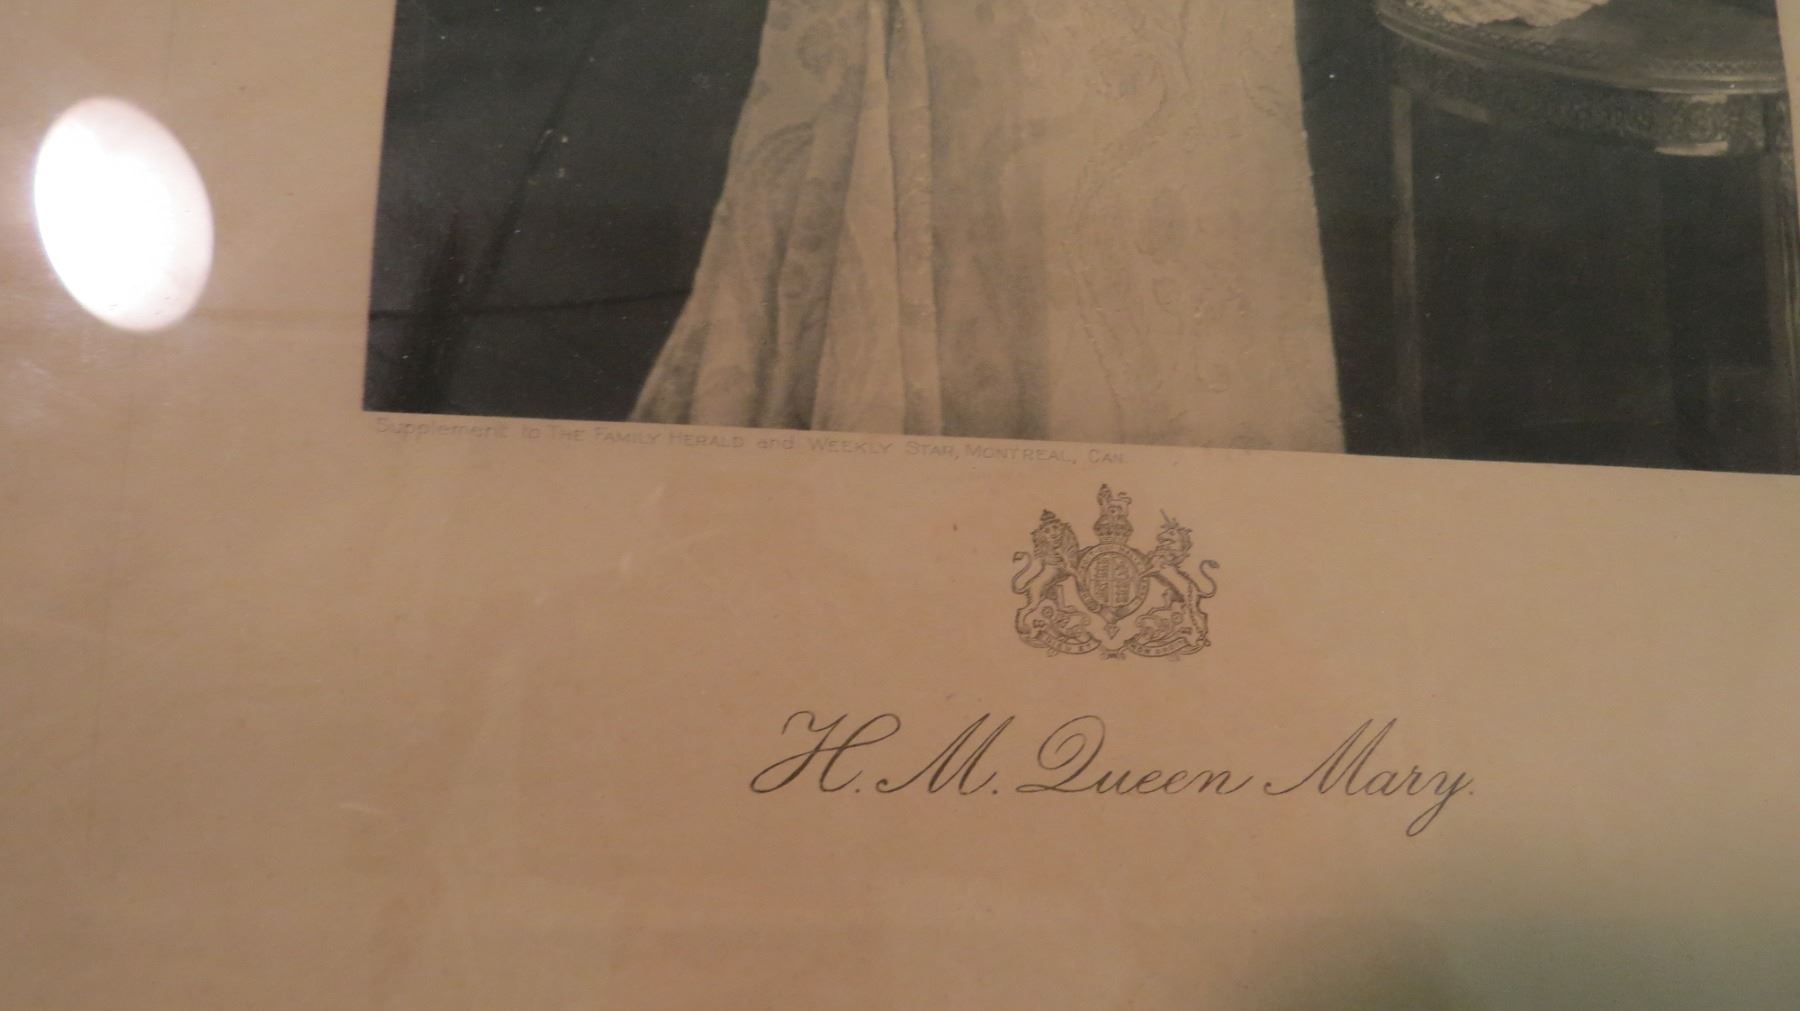 Supplement to THE FAMILY HERALD and WEEKLY STAR, MONTREAL, CAN.
H. M. Queen Mary.